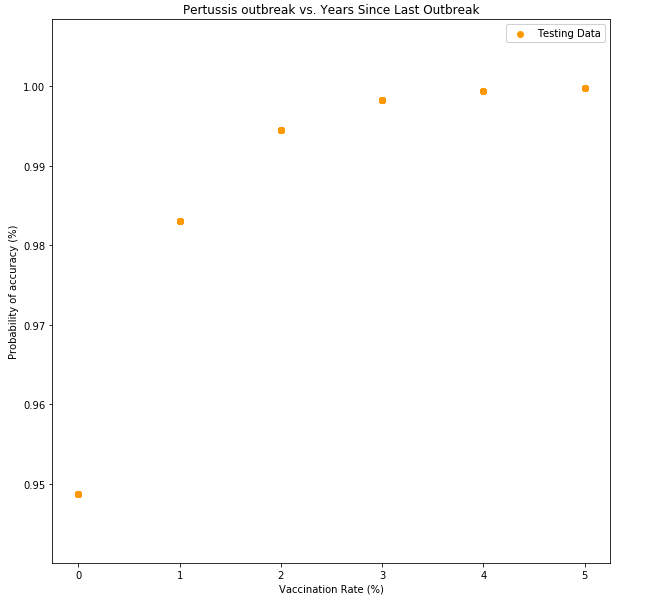 Pertussis outbreak vs. Years Since Last Outbreak
Testing Data
1.00
0.99
0.98
0.97
0.96
0.95
Probability of accuracy (%)
0 1 2 3 4 5
Vaccination Rate (%)